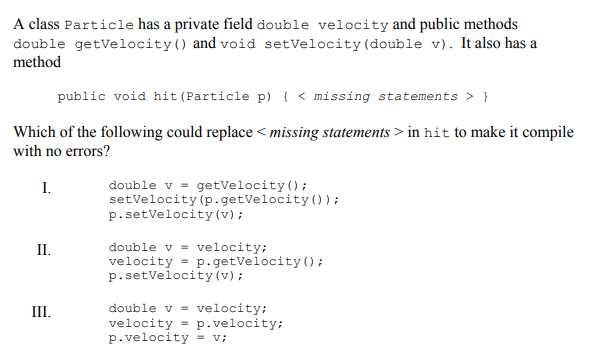 A class Particle has a private field double velocity and public methods
double getVelocity() and void setVelocity(double v). It also has a
method
public void hit(Particle p) { < missing statements > }
Which of the following could replace < missing statements > in hit to make it compile
with no errors?
I. double v = getVelocity();
setVelocity(p.getVelocity());
p.setVelocity(v);
II. double v = velocity;
velocity = p.getVelocity();
p.setVelocity(v);
III. double v = velocity;
velocity = p.velocity;
p.velocity = v;